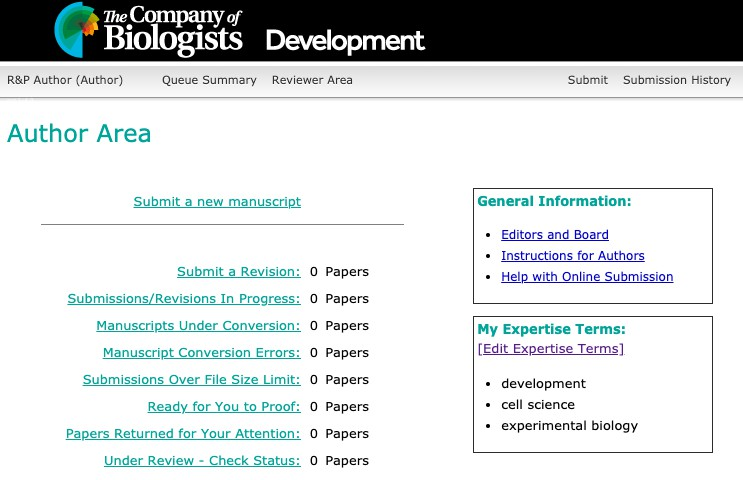 The Company of
Biologists Development
R&P Author (Author) Queue Summary Reviewer Area Submit Submission History
Author Area
Submit a new manuscript
Submit a Revision: 0 Papers
Submissions/Revisions In Progress: 0 Papers
Manuscripts Under Conversion: 0 Papers
Manuscript Conversion Errors: 0 Papers
Submissions Over File Size Limit: 0 Papers
Ready for You to Proof: 0 Papers
Papers Returned for Your Attention: 0 Papers
Under Review - Check Status: 0 Papers
General Information:
Editors and Board
Instructions for Authors
Help with Online Submission
My Expertise Terms:
[Edit Expertise Terms]
development
cell science
experimental biology